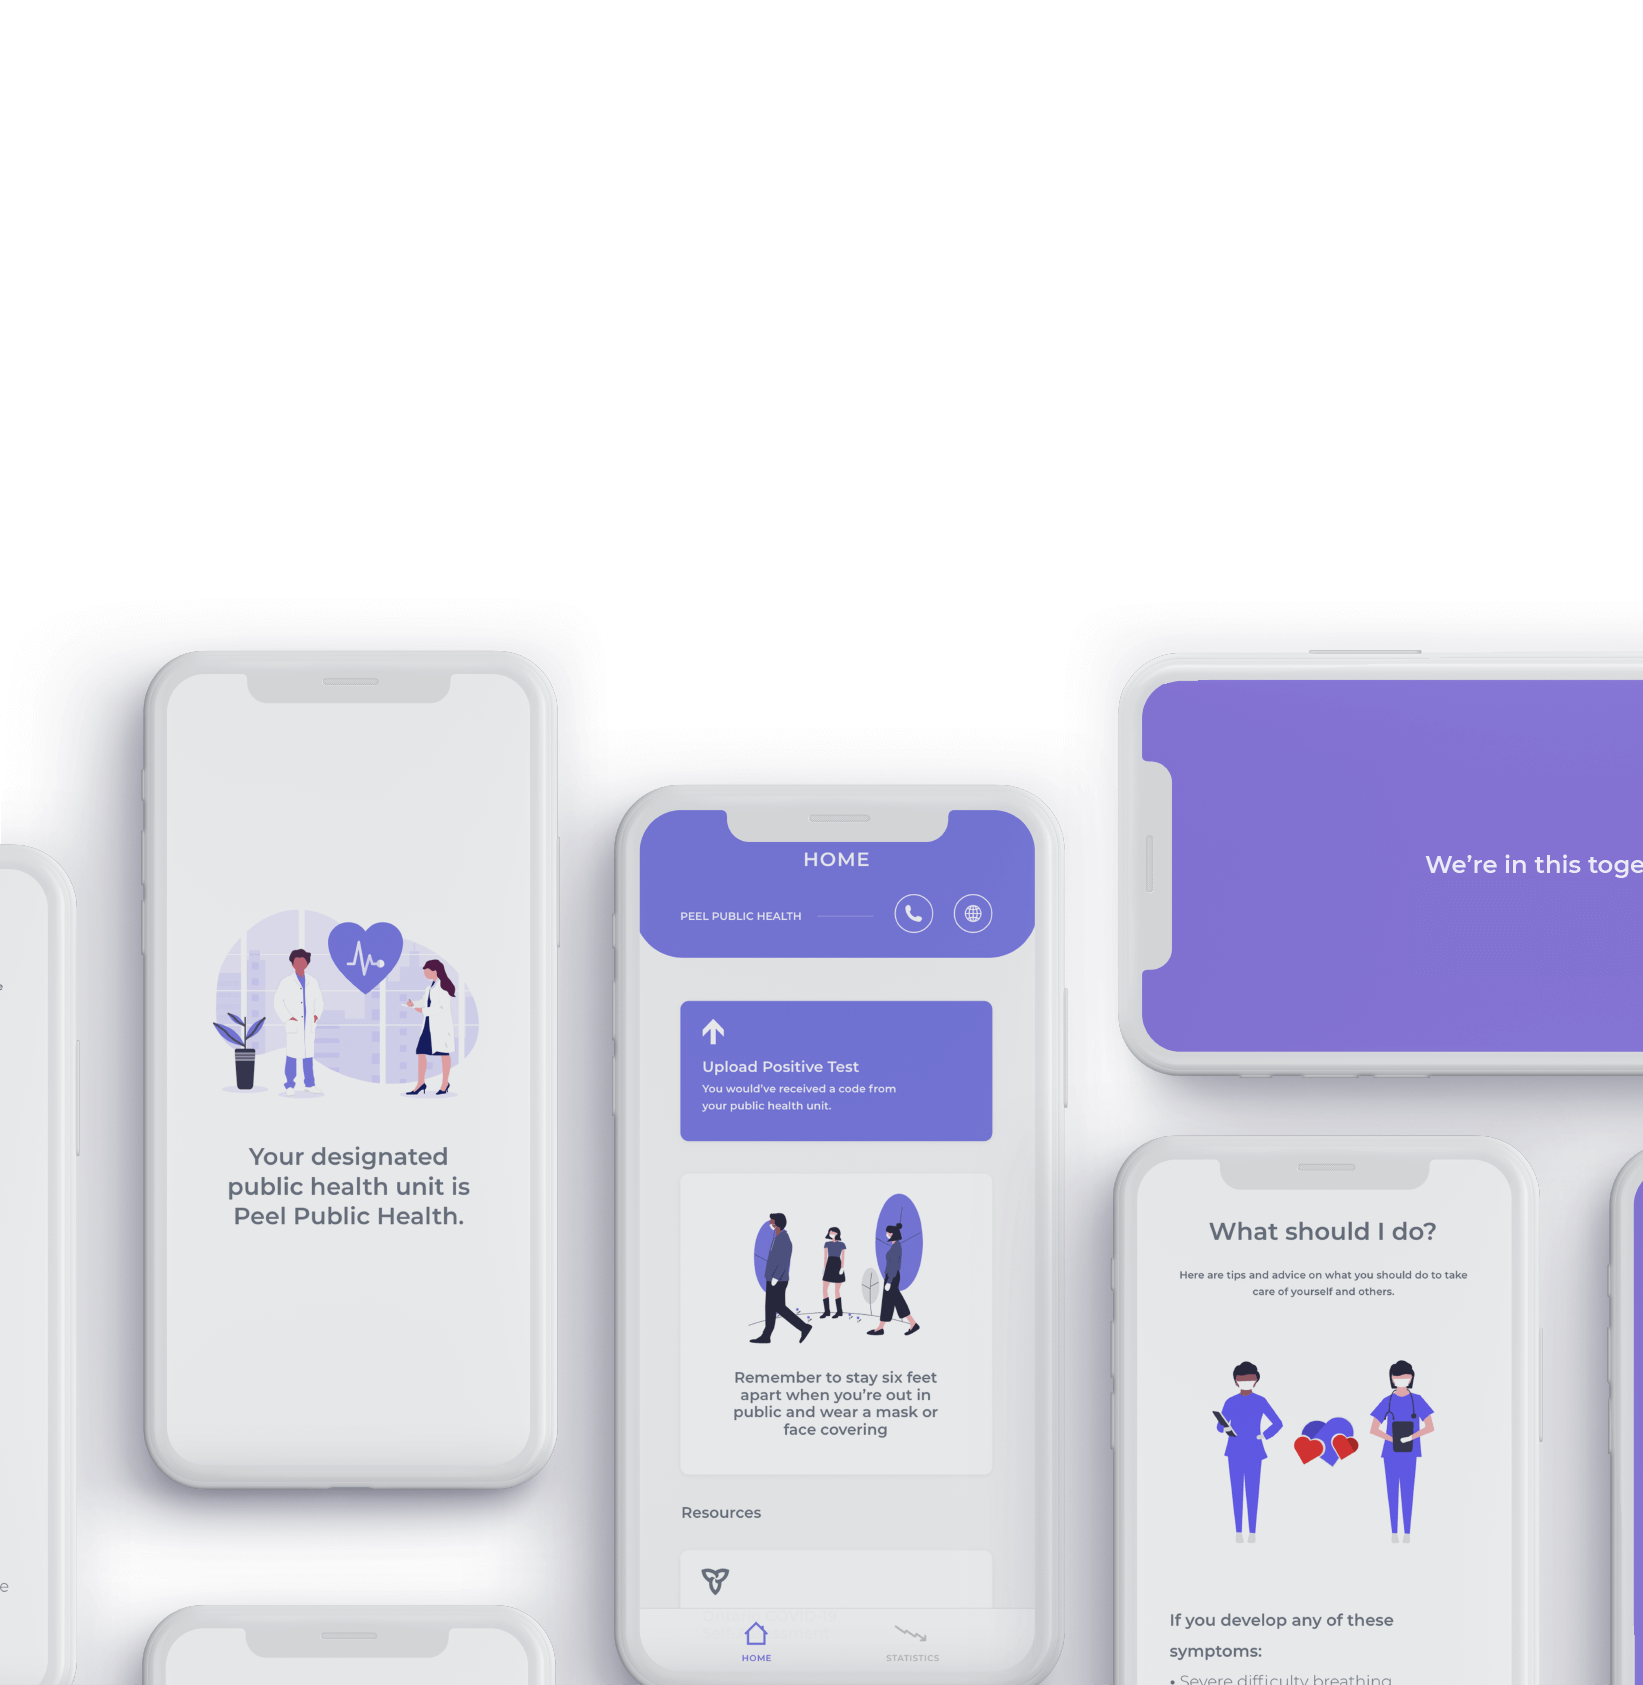 Your designated
public health unit is
Peel Public Health.
HOME
PEEL PUBLIC HEALTH
Upload Positive Test
You would've received a code from
your public health unit.
Remember to stay six feet
apart when you're out in
public and wear a mask or
face covering
Resources
HOME
STATISTICS
We're in this toge
What should I do?
Here are tips and advice on what you should do to take
care of yourself and others.
If you develop any of these
symptoms:
• Severe difficulty breathing